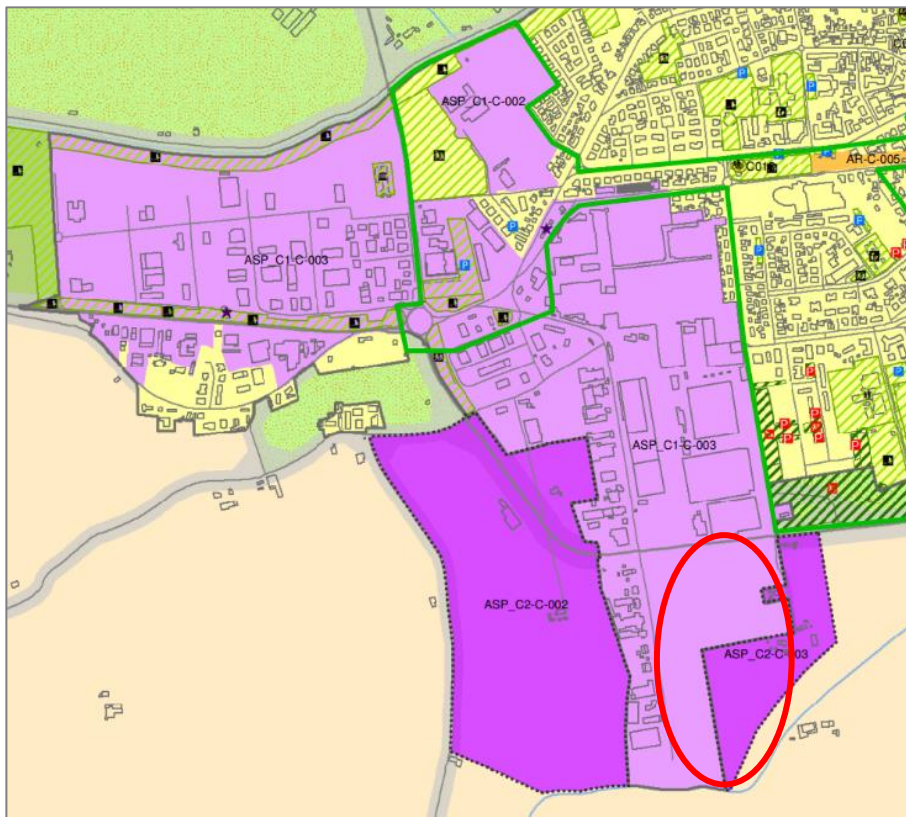 ASP_C1-C-002
C01
AR-C-005
ASP_C1-C-003
ASP_C1-C-003
ASP_C2-C-002
ASP_C2-C-003
P
P
P
P
P
P
P
P
P
P
P
P
P